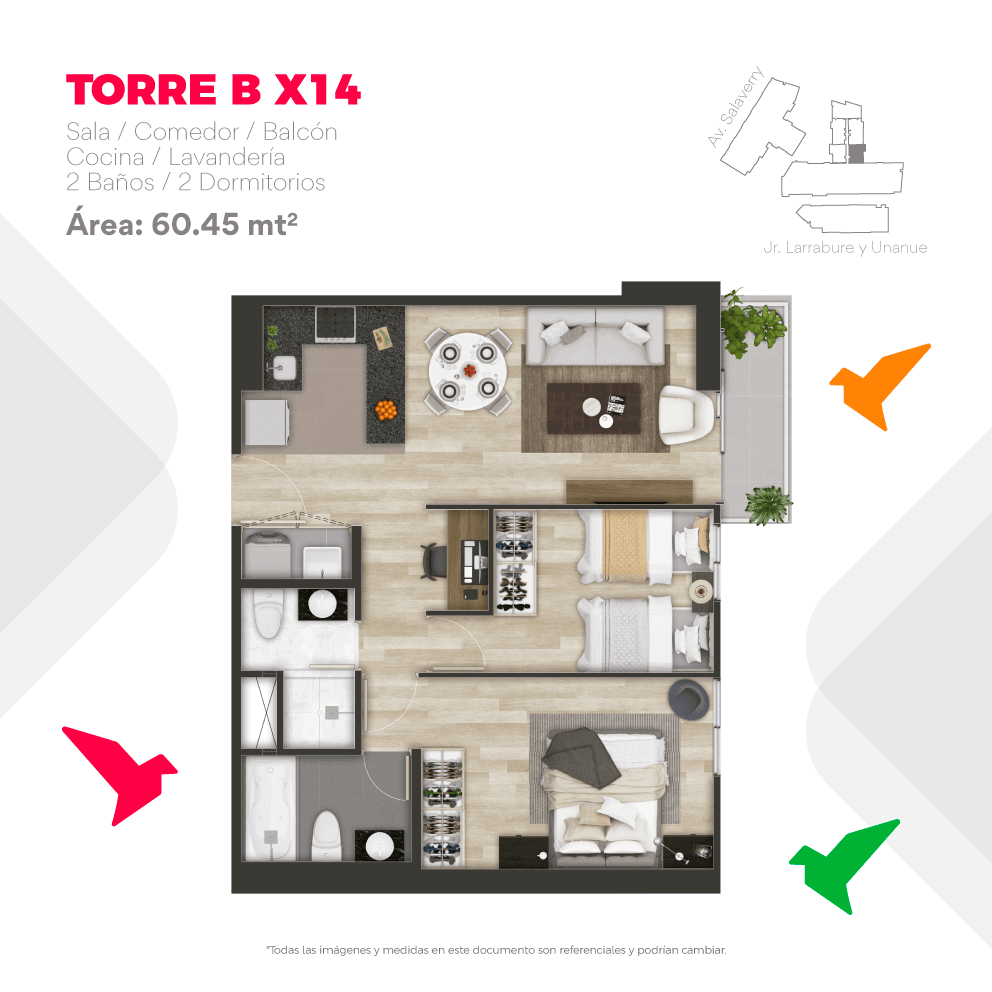 TORRE B X14
Sala / Comedor / Balcón
Cocina / Lavandería
2 Baños / 2 Dormitorios
Área: 60.45 mt²
Av. Salaverry
Jr. Larrabure y Unanue
*Todas las imágenes y medidas en este documento son referenciales y podrían cambiar.